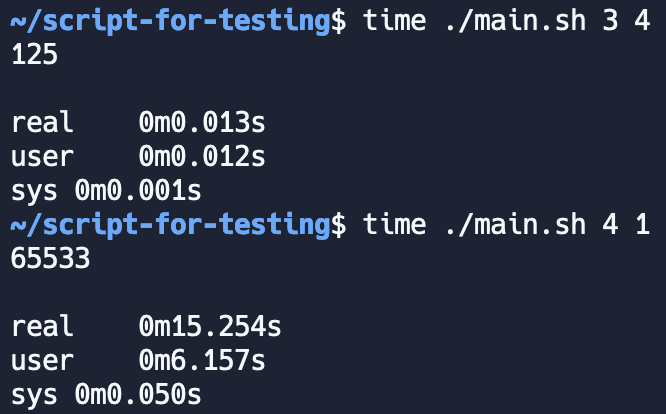 ~/script-for-testing$ time ./main.sh 3 4
125
real 0m0.013s
user 0m0.012s
sys 0m0.001s
~/script-for-testing$ time ./main.sh 4 1
65533
real 0m15.254s
user 0m6.157s
sys 0m0.050s